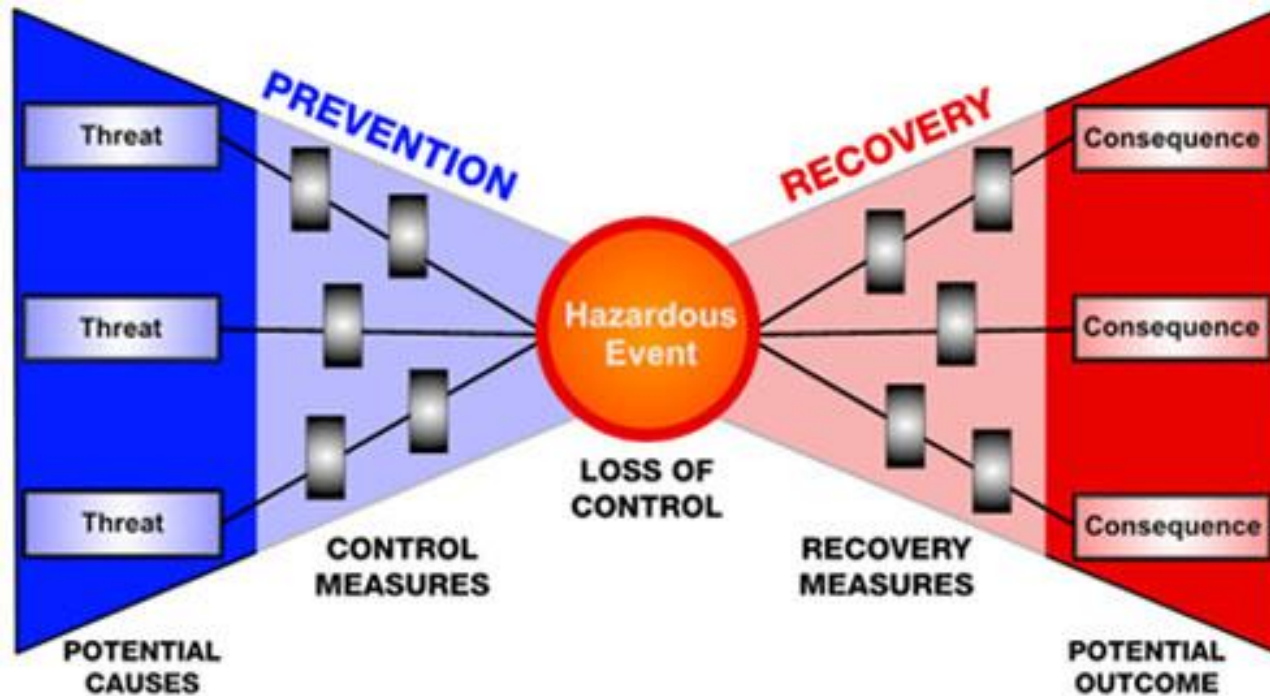 PREVENTION
RECOVERY
Threat
Threat
Threat
Hazardous
Event
Consequence
Consequence
Consequence
LOSS OF
CONTROL
CONTROL
MEASURES
RECOVERY
MEASURES
POTENTIAL
CAUSES
POTENTIAL
OUTCOME